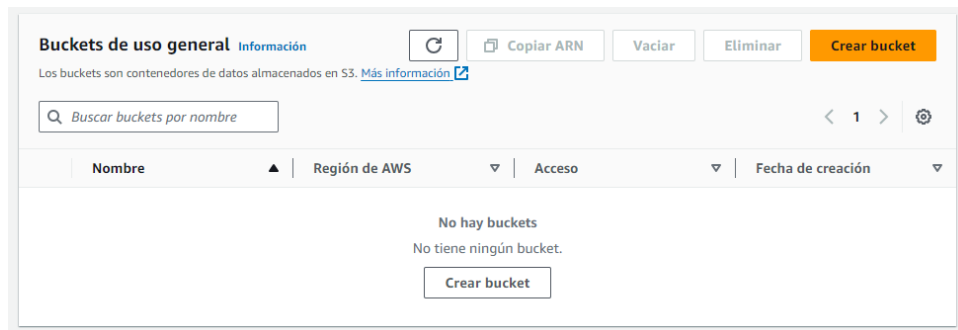 Buckets de uso general Información Copiar ARN Vaciar Eliminar Crear bucket
Los buckets son contenedores de datos almacenados en S3. Más información
Buscar buckets por nombre 1
Nombre Región de AWS Acceso Fecha de creación
No hay buckets
No tiene ningún bucket.
Crear bucket